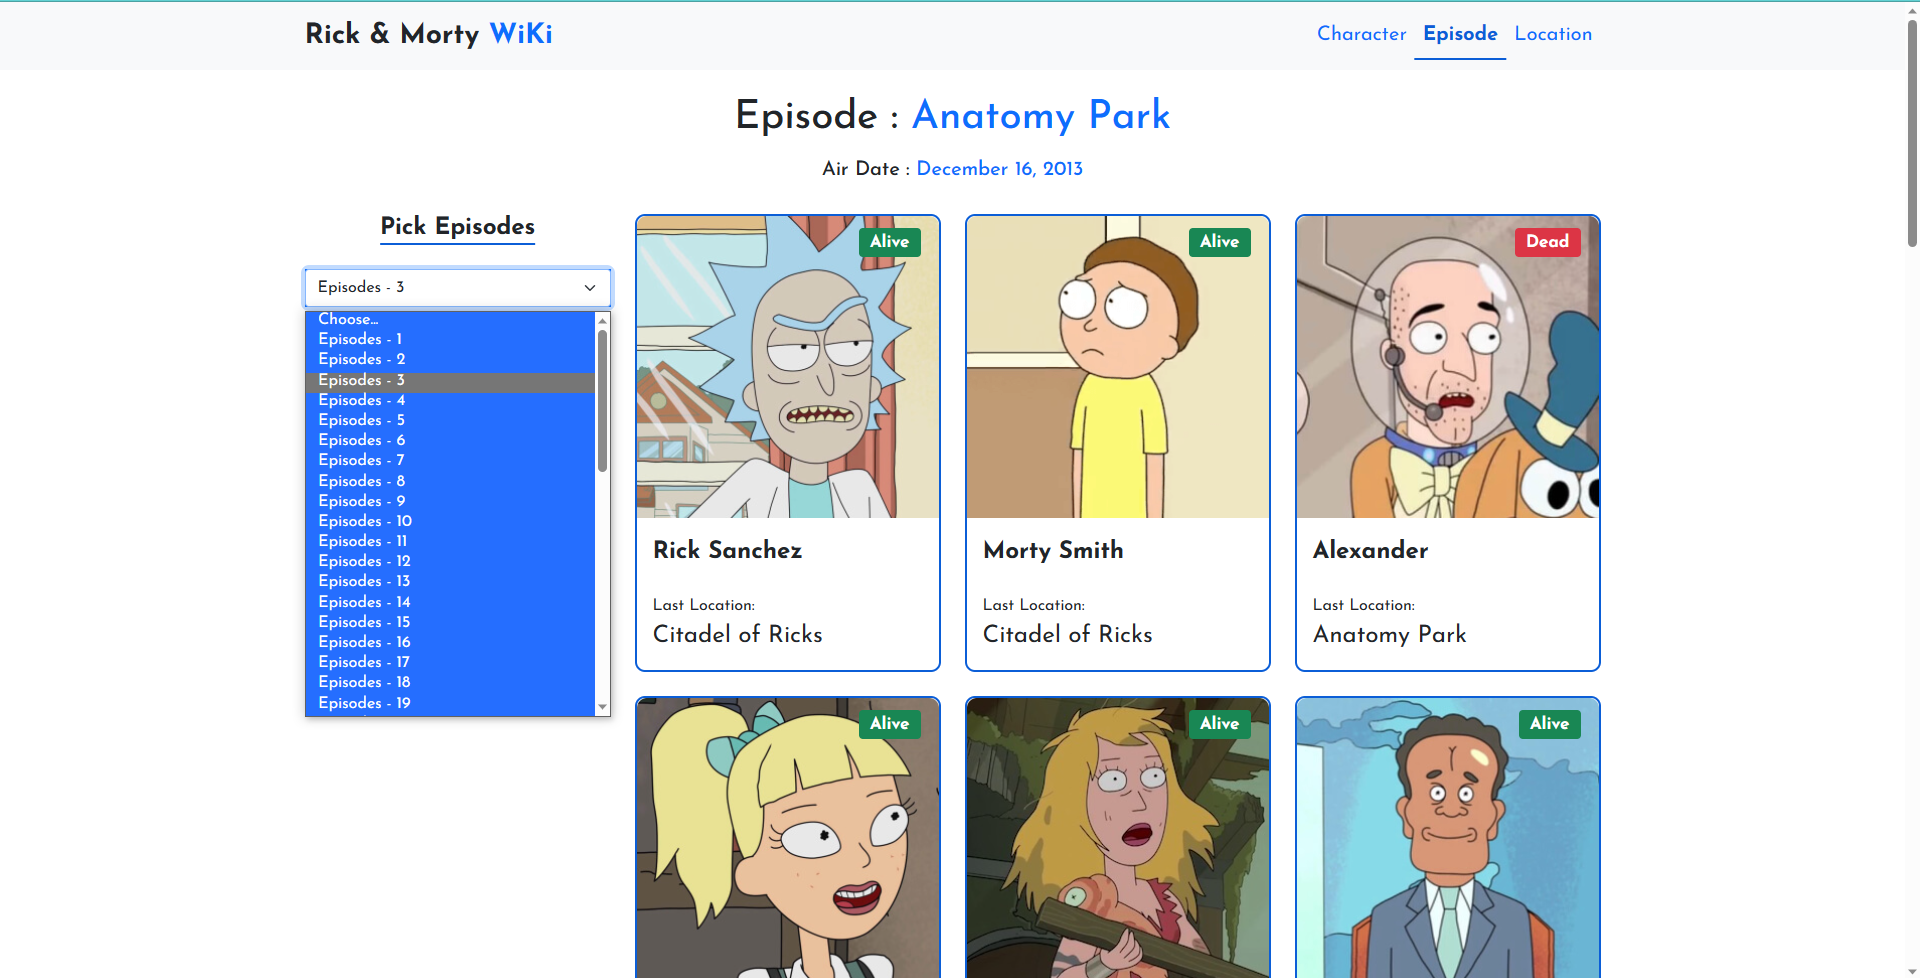 Rick & Morty WiKi
Character Episode Location
Episode : Anatomy Park
Air Date : December 16, 2013
Pick Episodes
Episodes - 3
Choose...
Episodes - 1
Episodes - 2
Episodes - 3
Episodes - 4
Episodes - 5
Episodes - 6
Episodes - 7
Episodes - 8
Episodes - 9
Episodes - 10
Episodes - 11
Episodes - 12
Episodes - 13
Episodes - 14
Episodes - 15
Episodes - 16
Episodes - 17
Episodes - 18
Episodes - 19
Alive
Rick Sanchez
Last Location:
Citadel of Ricks
Alive
Morty Smith
Last Location:
Citadel of Ricks
Dead
Alexander
Last Location:
Anatomy Park
Alive
Alive
Alive